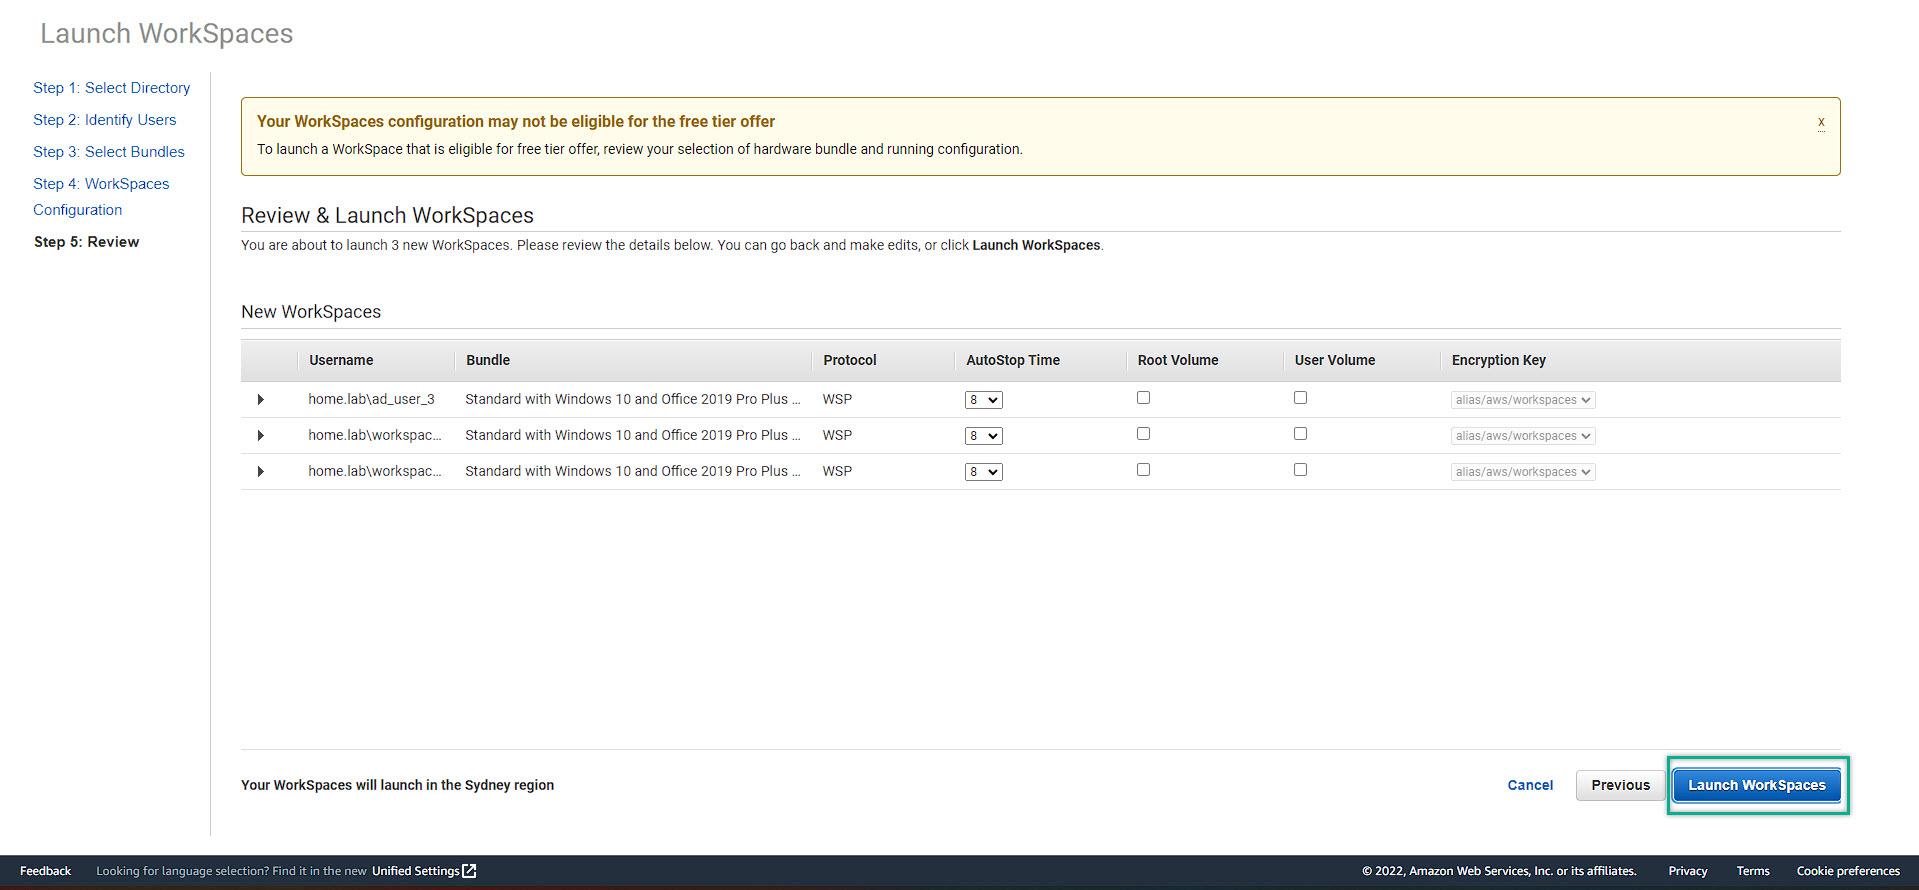 Launch WorkSpaces
Step 1: Select Directory
Step 2: Identify Users
Step 3: Select Bundles
Step 4: WorkSpaces
Configuration
Step 5: Review
Your WorkSpaces configuration may not be eligible for the free tier offer
x
To launch a WorkSpace that is eligible for free tier offer, review your selection of hardware bundle and running configuration.
Review & Launch WorkSpaces
You are about to launch 3 new WorkSpaces. Please review the details below. You can go back and make edits, or click Launch WorkSpaces.
New WorkSpaces
Username Bundle Protocol AutoStop Time Root Volume User Volume Encryption Key
home.lab\ad_user_3 Standard with Windows 10 and Office 2019 Pro Plus ... WSP 8 alias/aws/workspaces
home.lab\workspac... Standard with Windows 10 and Office 2019 Pro Plus ... WSP 8 alias/aws/workspaces
home.lab\workspac... Standard with Windows 10 and Office 2019 Pro Plus ... WSP 8 alias/aws/workspaces
Your WorkSpaces will launch in the Sydney region Cancel Previous Launch WorkSpaces
Feedback Looking for language selection? Find it in the new Unified Settings © 2022, Amazon Web Services, Inc. or its affiliates. Privacy Terms Cookie preferences